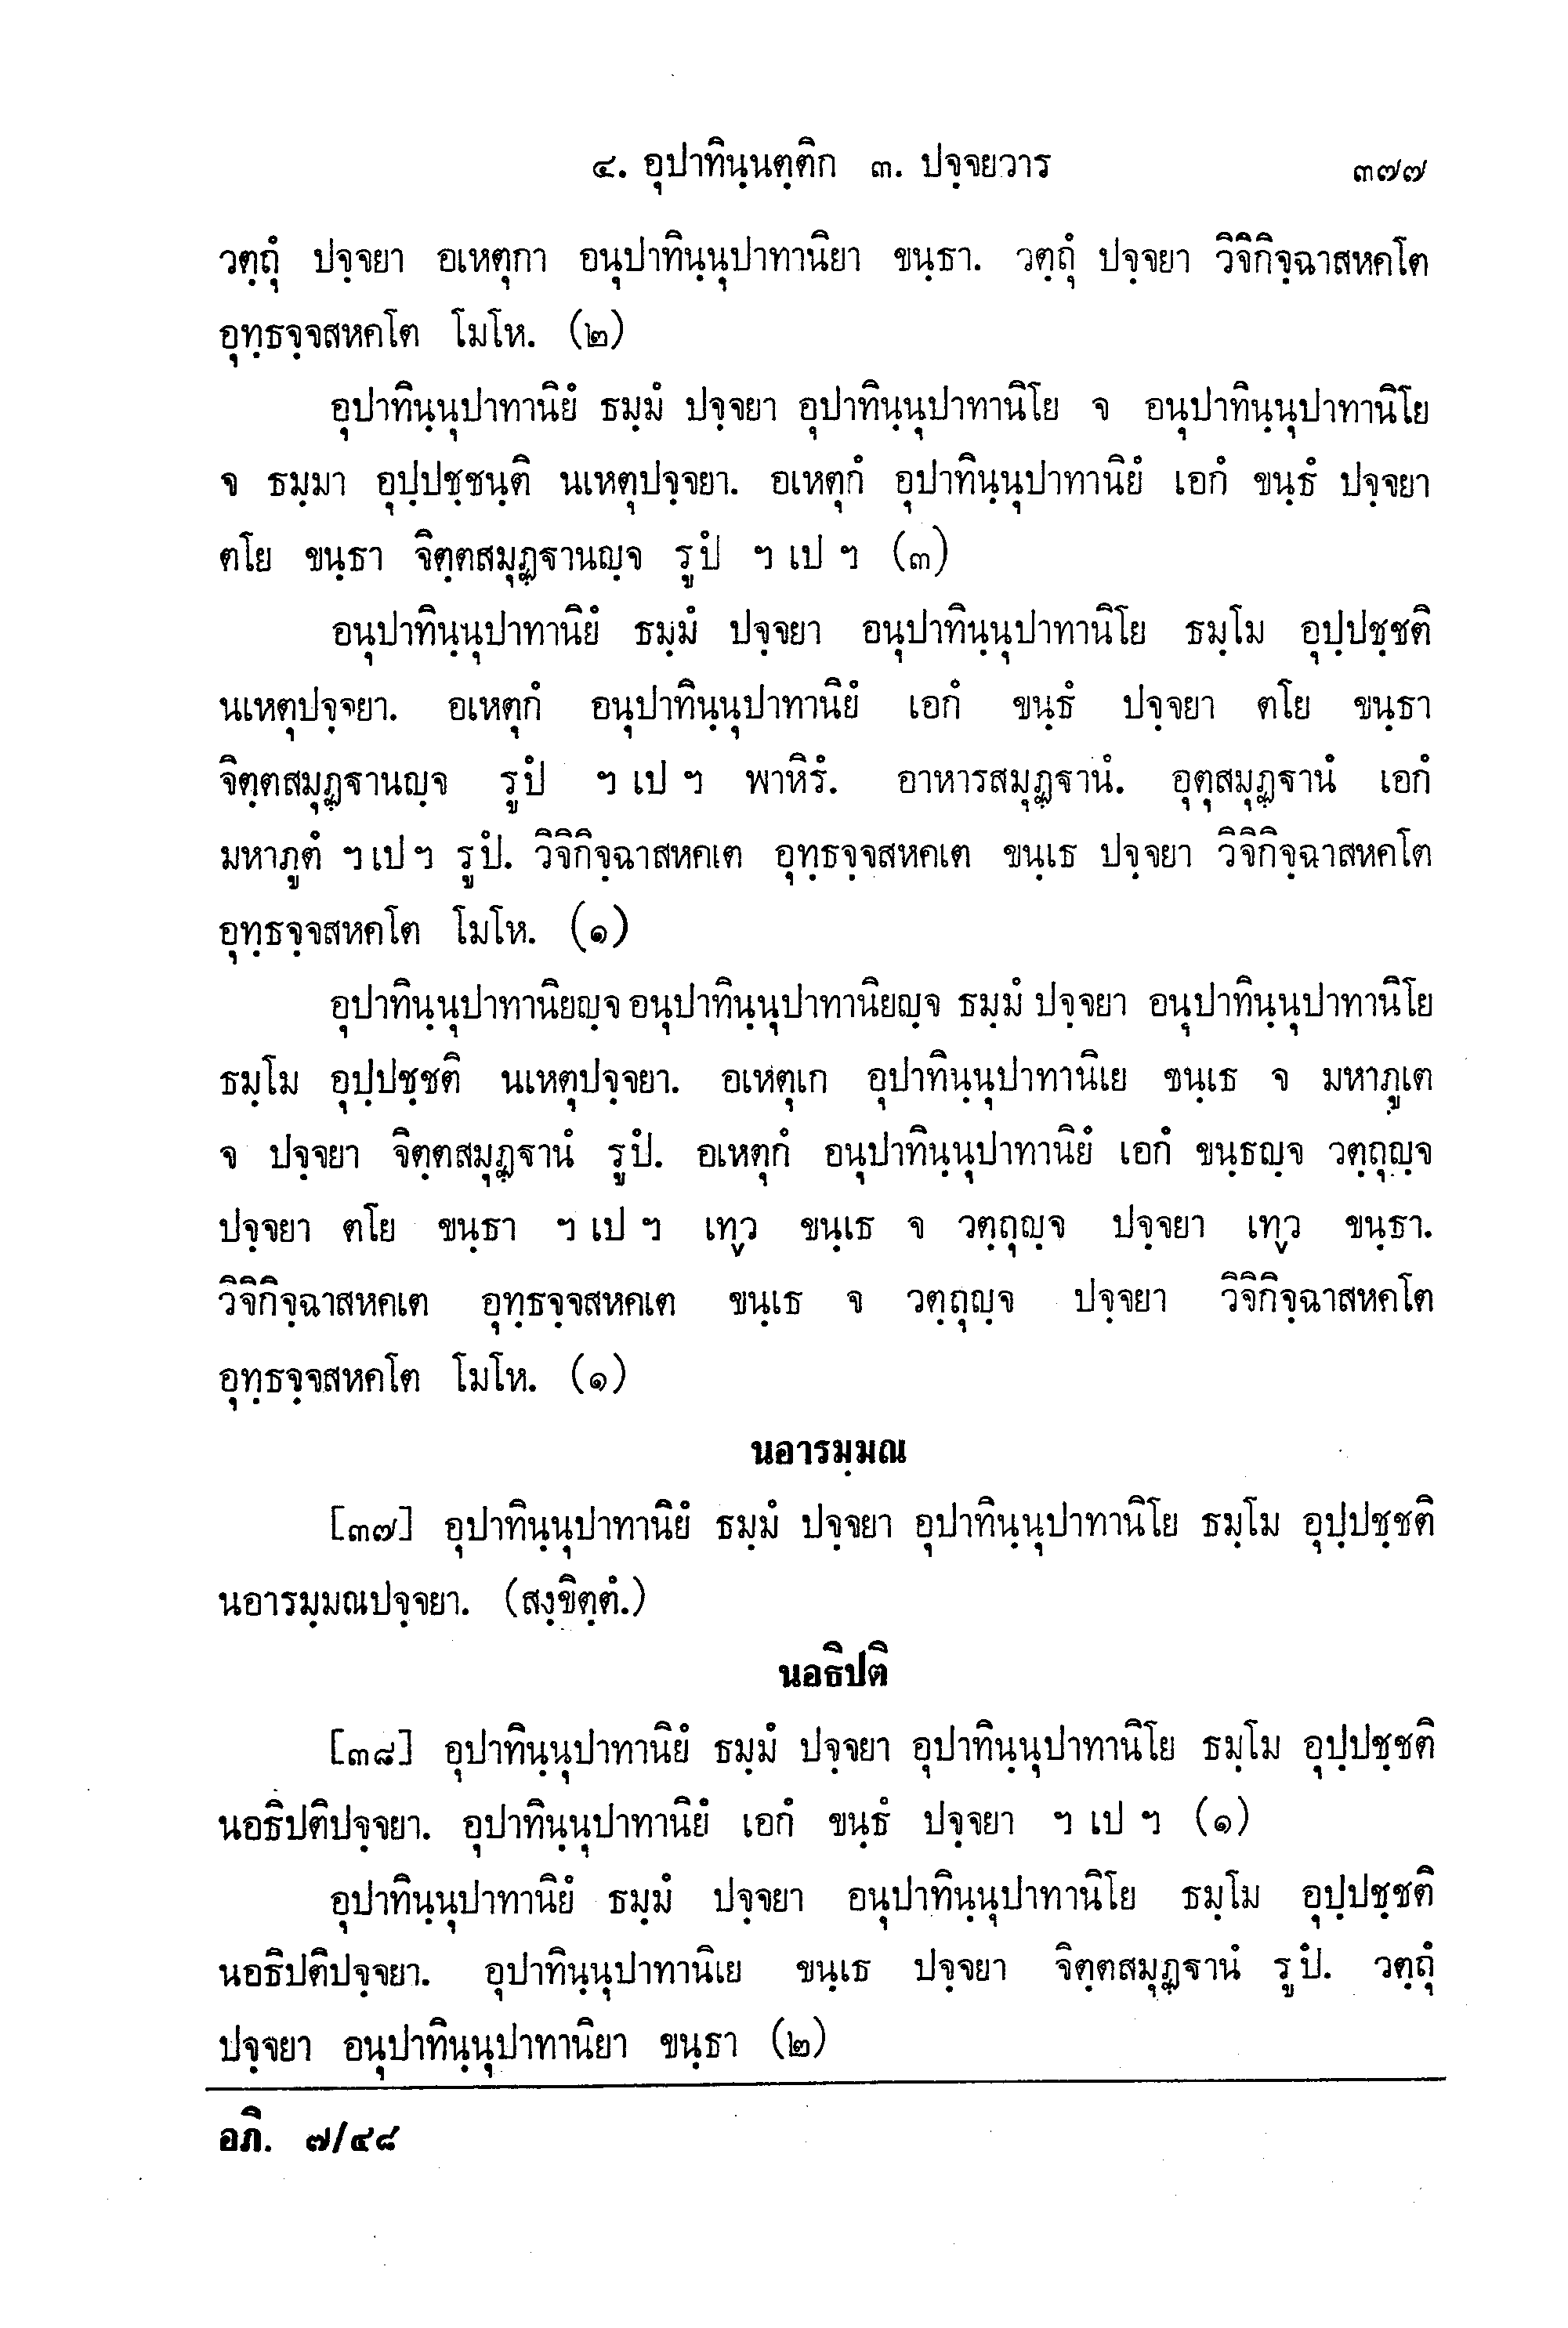 ๔. อุปาทินฺนตฺติก ๓. ปจฺจยวาร ๓๗๗
วตฺถุํ ปจฺจยา อเหตุกา อนุปาทินฺนุปาทานิยา ขนฺธา. วตฺถุํ ปจฺจยา วิจิกิจฺฉาสหคโต
อุทฺธจฺจสหคโต โมโห. (๒)
อุปาทินฺนุปาทานิยํ ธมฺมํ ปจฺจยา อุปาทินฺนุปาทานิโย จ อนุปาทินฺนุปาทานิโย
จ ธมฺมา อุปฺปชฺชนฺติ นเหตุปจฺจยา. อเหตุกํ อุปาทินฺนุปาทานิยํ เอกํ ขนฺธํ ปจฺจยา
ตโย ขนฺธา จิตฺตสมุฏฺฐานญฺจ รูปํ ฯ เป ฯ (๓)
อนุปาทินฺนุปาทานิยํ ธมฺมํ ปจฺจยา อนุปาทินฺนุปาทานิโย ธมฺโม อุปฺปชฺชติ
นเหตุปจฺจยา. อเหตุกํ อนุปาทินฺนุปาทานิยํ เอกํ ขนฺธํ ปจฺจยา ตโย ขนฺธา
จิตฺตสมุฏฺฐานญฺจ รูปํ ฯ เป ฯ พาหิรํ. อาหารสมุฏฺฐานํ. อุตุสมุฏฺฐานํ เอกํ
มหาภูตํ ฯ เป ฯ รูปํ. วิจิกิจฺฉาสหคเต อุทฺธจฺจสหคเต ขนฺเธ ปจฺจยา วิจิกิจฺฉาสหคโต
อุทฺธจฺจสหคโต โมโห. (๑)
อุปาทินฺนุปาทานิยญฺจ อนุปาทินฺนุปาทานิยญฺจ ธมฺมํ ปจฺจยา อนุปาทินฺนุปาทานิโย
ธมฺโม อุปฺปชฺชติ นเหตุปจฺจยา. อเหตุเก อุปาทินฺนุปาทานิเย ขนฺเธ จ มหาภูเต
จ ปจฺจยา จิตฺตสมุฏฺฐานํ รูปํ. อเหตุกํ อนุปาทินฺนุปาทานิยํ เอกํ ขนฺธญฺจ วตฺถุญฺจ
ปจฺจยา ตโย ขนฺธา ฯ เป ฯ เทฺว ขนฺเธ จ วตฺถุญฺจ ปจฺจยา เทฺว ขนฺธา.
วิจิกิจฺฉาสหคเต อุทฺธจฺจสหคเต ขนฺเธ จ วตฺถุญฺจ ปจฺจยา วิจิกิจฺฉาสหคโต
อุทฺธจฺจสหคโต โมโห. (๑)
นอารมฺมณ
[๓๗] อุปาทินฺนุปาทานิยํ ธมฺมํ ปจฺจยา อุปาทินฺนุปาทานิโย ธมฺโม อุปฺปชฺชติ
นอารมฺมณปจฺจยา. (สงฺขิตฺตํ.)
นอธิปติ
[๓๘] อุปาทินฺนุปาทานิยํ ธมฺมํ ปจฺจยา อุปาทินฺนุปาทานิโย ธมฺโม อุปฺปชฺชติ
นอธิปติปจฺจยา. อุปาทินฺนุปาทานิยํ เอกํ ขนฺธํ ปจฺจยา ฯ เป ฯ (๑)
อุปาทินฺนุปาทานิยํ ธมฺมํ ปจฺจยา อนุปาทินฺนุปาทานิโย ธมฺโม อุปฺปชฺชติ
นอธิปติปจฺจยา. อุปาทินฺนุปาทานิเย ขนฺเธ ปจฺจยา จิตฺตสมุฏฺฐานํ รูปํ. วตฺถุํ
ปจฺจยา อนุปาทินฺนุปาทานิยา ขนฺธา (๒)
อภิ. ๗/๔๘